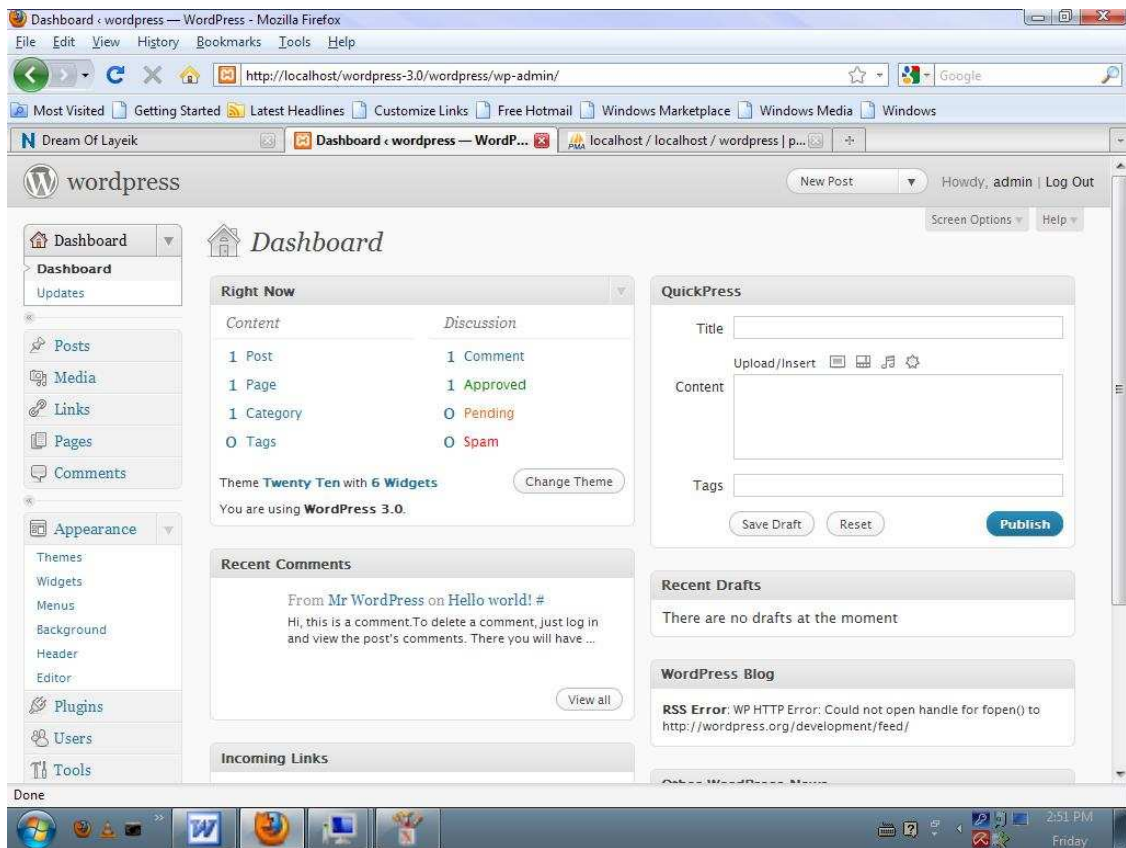 Dashboard ‹ wordpress — WordPress - Mozilla Firefox
File Edit View History Bookmarks Tools Help
http://localhost/wordpress-3.0/wordpress/wp-admin/
Google
Most Visited Getting Started Latest Headlines Customize Links Free Hotmail Windows Marketplace Windows Media Windows
Dream Of Layeik
Dashboard ‹ wordpress — WordP...
localhost / localhost / wordpress | p...
wordpress
New Post
Howdy, admin | Log Out
Screen Options Help
Dashboard
Dashboard
Updates
Posts
Media
Links
Pages
Comments
Appearance
Themes
Widgets
Menus
Background
Header
Editor
Plugins
Users
Tools
Dashboard
Right Now
Content Discussion
1 Post 1 Comment
1 Page 1 Approved
1 Category 0 Pending
0 Tags 0 Spam
Theme Twenty Ten with 6 Widgets
Change Theme
You are using WordPress 3.0.
Recent Comments
From Mr WordPress on Hello world! #
Hi, this is a comment.To delete a comment, just log in
and view the post's comments. There you will have ...
View all
Incoming Links
QuickPress
Title
Upload/Insert
Content
Tags
Save Draft Reset Publish
Recent Drafts
There are no drafts at the moment
WordPress Blog
RSS Error: WP HTTP Error: Could not open handle for fopen() to
http://wordpress.org/development/feed/
Other WordPress News
Done
2:51 PM
Friday